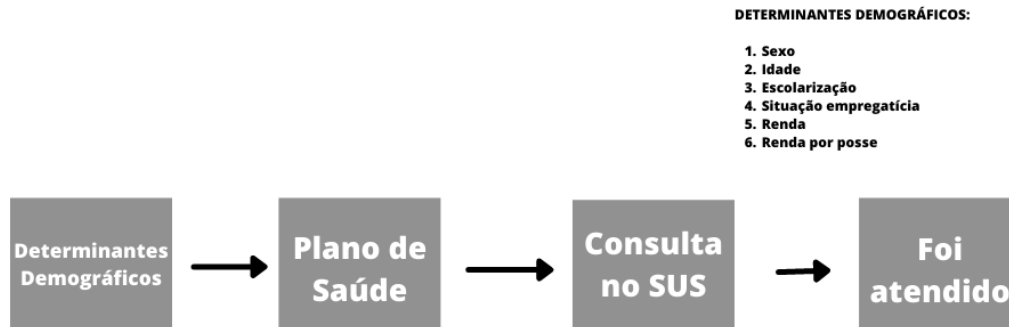 DETERMINANTES DEMOGRÁFICOS:
1. Sexo
2. Idade
3. Escolarização
4. Situação empregatícia
5. Renda
6. Renda por posse
Determinantes
Demográficos
Plano de
Saúde
Consulta
no SUS
Foi
atendido